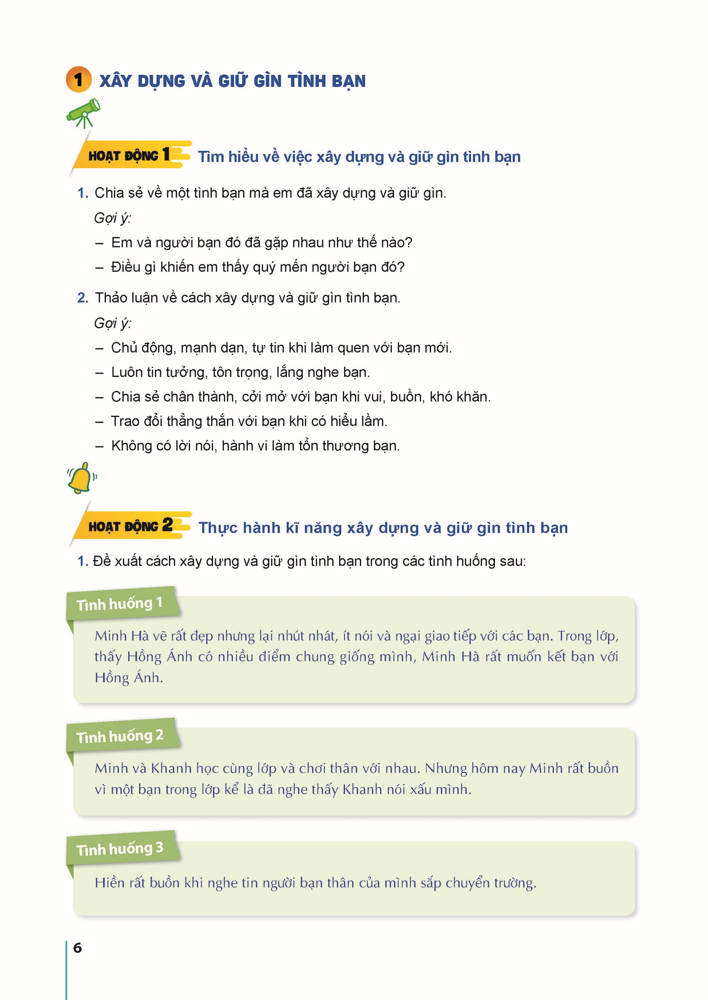 1 XÂY DỰNG VÀ GIỮ GÌN TÌNH BẠN
HOẠT ĐỘNG 1 Tìm hiểu về việc xây dựng và giữ gìn tình bạn
1. Chia sẻ về một tình bạn mà em đã xây dựng và giữ gìn.
Gợi ý:
– Em và người bạn đó đã gặp nhau như thế nào?
– Điều gì khiến em thấy quý mến người bạn đó?
2. Thảo luận về cách xây dựng và giữ gìn tình bạn.
Gợi ý:
– Chủ động, mạnh dạn, tự tin khi làm quen với bạn mới.
– Luôn tin tưởng, tôn trọng, lắng nghe bạn.
– Chia sẻ chân thành, cởi mở với bạn khi vui, buồn, khó khăn.
– Trao đổi thẳng thắn với bạn khi có hiểu lầm.
– Không có lời nói, hành vi làm tổn thương bạn.
HOẠT ĐỘNG 2 Thực hành kĩ năng xây dựng và giữ gìn tình bạn
1. Đề xuất cách xây dựng và giữ gìn tình bạn trong các tình huống sau:
Tình huống 1
Minh Hà vẽ rất đẹp nhưng lại nhút nhát, ít nói và ngại giao tiếp với các bạn. Trong lớp,
thấy Hồng Ánh có nhiều điểm chung giống mình, Minh Hà rất muốn kết bạn với
Hồng Ánh.
Tình huống 2
Minh và Khanh học cùng lớp và chơi thân với nhau. Nhưng hôm nay Minh rất buồn
vì một bạn trong lớp kể là đã nghe thấy Khanh nói xấu mình.
Tình huống 3
Hiền rất buồn khi nghe tin người bạn thân của mình sắp chuyển trường.
6